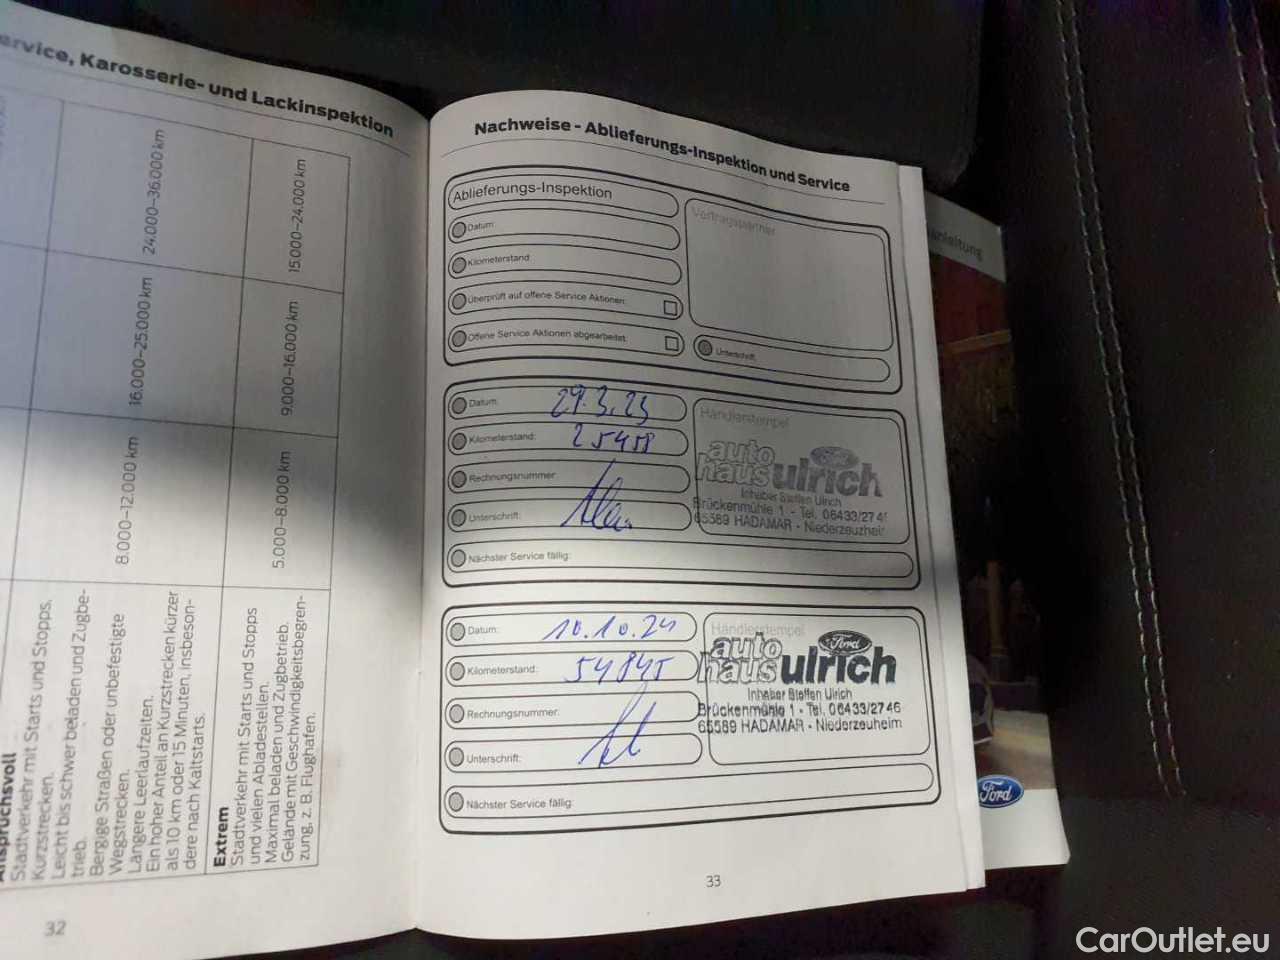 ervice, Karosserie- und Lackinspektion
24.000–36.000 km
15.000–24.000 km
16.000–25.000 km
9.000–16.000 km
8.000–12.000 km
5.000–8.000 km
Anspruchsvoll
Stadtverkehr mit Starts und Stopps.
Kurzstrecken.
Leicht bis schwer beladen und Zugbe-
trieb.
Bergige Straßen oder unbefestigte
Wegstrecken.
Längere Leerlaufzeiten.
Ein hoher Anteil an Kurzstrecken kürzer
als 10 km oder 15 Minuten, insbeson-
dere nach Kaltstarts.
Extrem
Stadtverkehr mit Starts und Stopps
und vielen Abladestellen.
Maximal beladen und Zugbetrieb.
Gelände mit Geschwindigkeitsbegren-
zung, z. B. Flughafen.
32
Nachweise - Ablieferungs-Inspektion und Service
Ablieferungs-Inspektion
Datum:
Kilometerstand:
Überprüft auf offene Service Aktionen:
Offene Service Aktionen abgearbeitet:
Vertragspartner
Unterschrift:
Datum: 29.3.23
Kilometerstand: 25458
Rechnungsnummer:
Unterschrift:
Nächster Service fällig:
Händlerstempel
auto haus ulrich
Ford
Inhaber Steffen Ulrich
Brückenmühle 1 - Tel. 06433/2746
65589 HADAMAR - Niederzeuzheim
Datum: 10.10.24
Kilometerstand: 54845
Rechnungsnummer:
Unterschrift:
Nächster Service fällig:
Händlerstempel
auto haus ulrich
Ford
Inhaber Steffen Ulrich
Brückenmühle 1 - Tel. 06433/2746
65589 HADAMAR - Niederzeuheim
33
anleitung
Ford
CarOutlet.eu